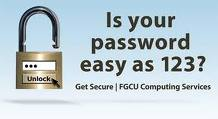 Is your
password
easy as 123?
Get Secure | FGCU Computing Services
Unlock